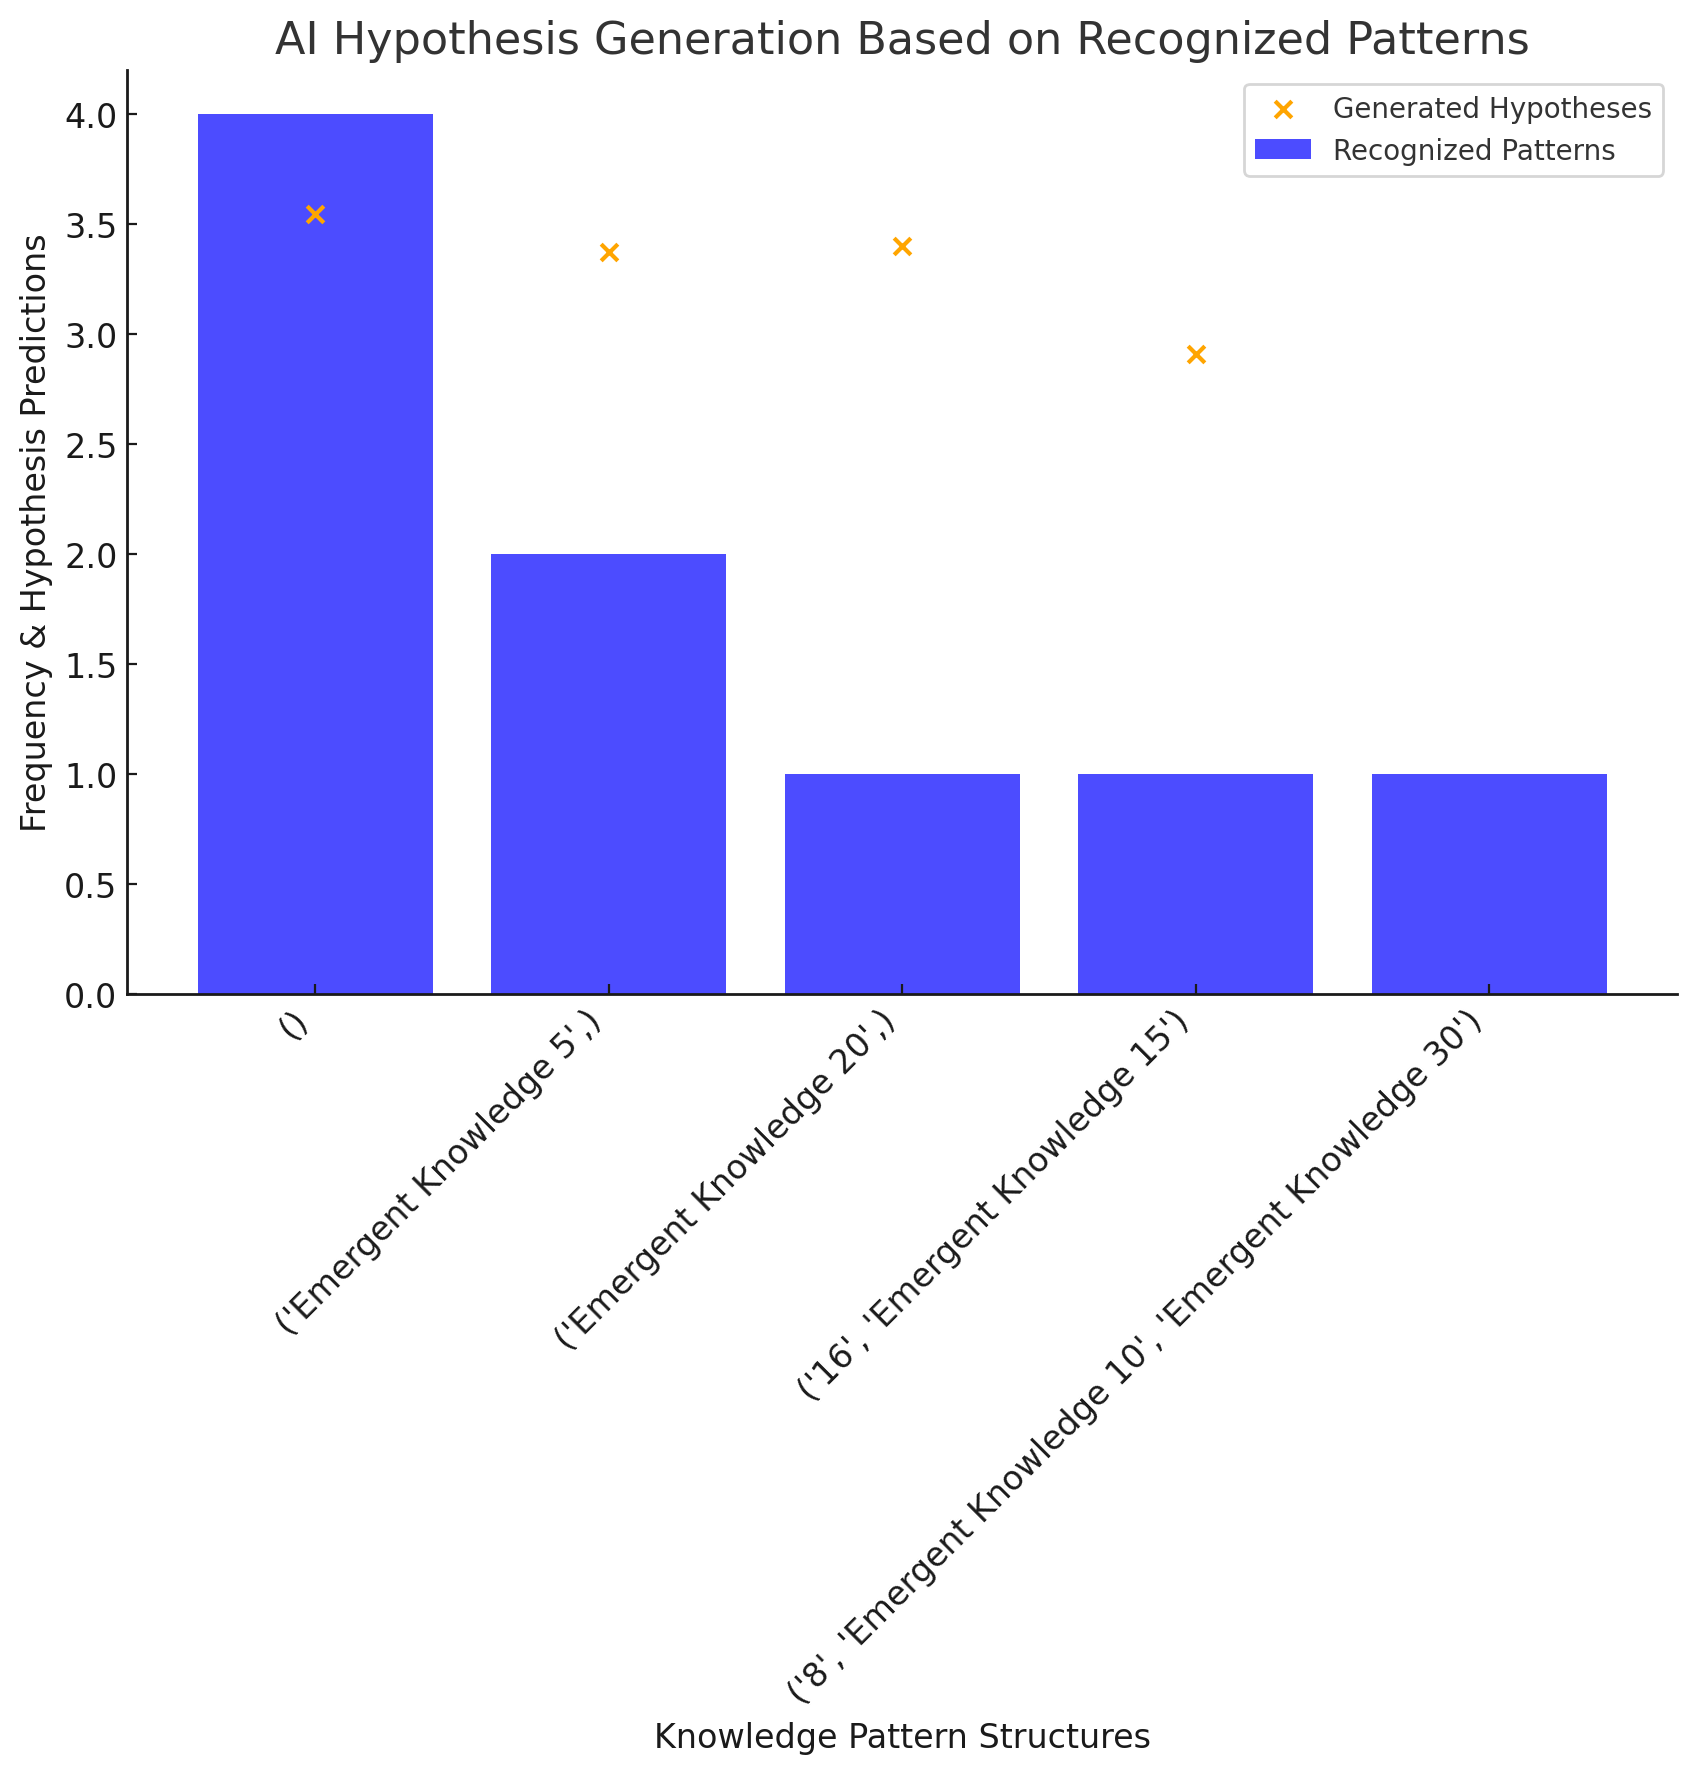 AI Hypothesis Generation Based on Recognized Patterns
Generated Hypotheses
Recognized Patterns
Frequency & Hypothesis Predictions
4.0
3.5
3.0
2.5
2.0
1.5
1.0
0.5
0.0
()
('Emergent Knowledge 5',)
('Emergent Knowledge 20',)
('16', 'Emergent Knowledge 15')
('8', 'Emergent Knowledge 10', 'Emergent Knowledge 30')
Knowledge Pattern Structures